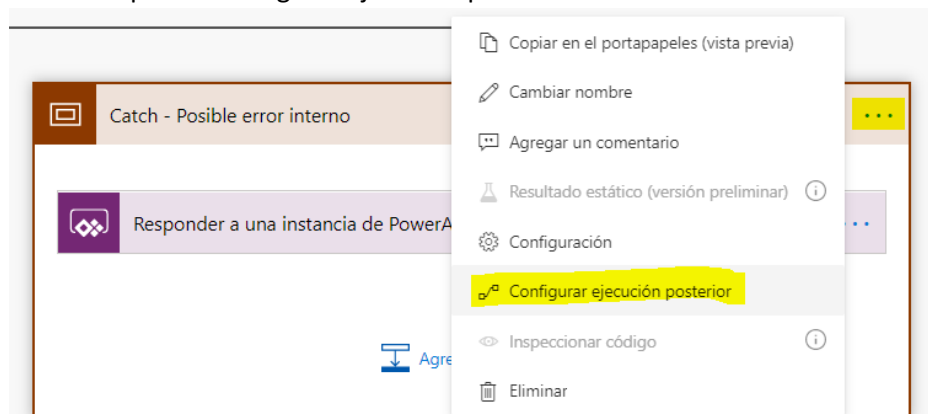 Copiar en el portapapeles (vista previa)
Cambiar nombre
Catch - Posible error interno
Agregar un comentario
Resultado estático (versión preliminar)
Responder a una instancia de PowerA
Configuración
Configurar ejecución posterior
Inspeccionar código
Agre
Eliminar